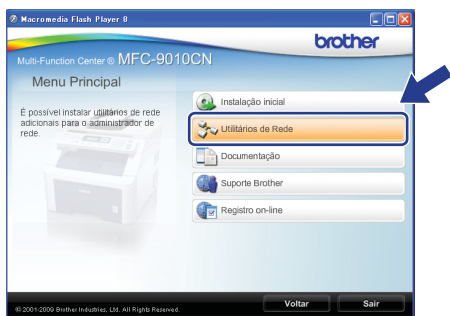 Macromedia Flash Player 8
brother
Multi-Function Center ® MFC-9010CN
Menu Principal
É possível instalar utilitários de rede
adicionais para o administrador de
rede.
Instalação inicial
Utilitários de Rede
Documentação
Suporte Brother
Registro on-line
© 2001-2009 Brother Industries, Ltd. All Rights Reserved.
Voltar
Sair